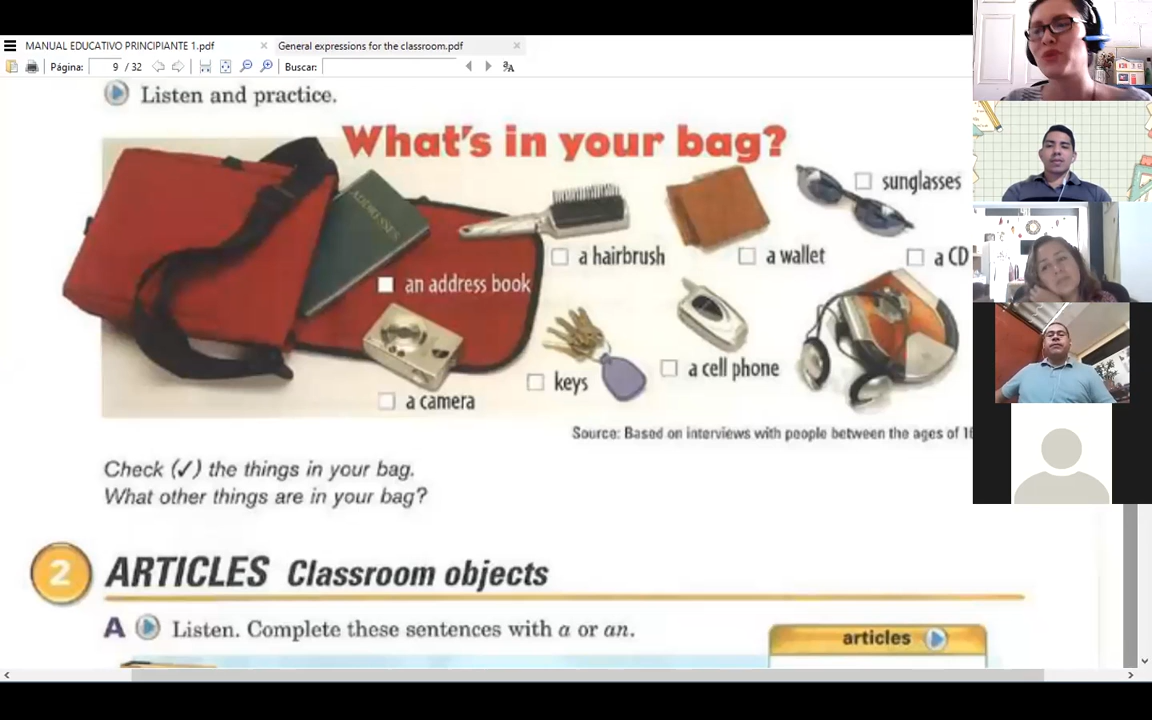 MANUAL EDUCATIVO PRINCIPIANTE 1.pdf × General expressions for the classroom.pdf ×
Página: 9 / 32 Buscar:
Listen and practice.
What's in your bag?
ADDRESSES
sunglasses
a hairbrush
a wallet
a CD
an address book
a cell phone
keys
a camera
Source: Based on interviews with people between the ages of
Check (✓) the things in your bag.
What other things are in your bag?
2 ARTICLES Classroom objects
A Listen. Complete these sentences with a or an.
articles